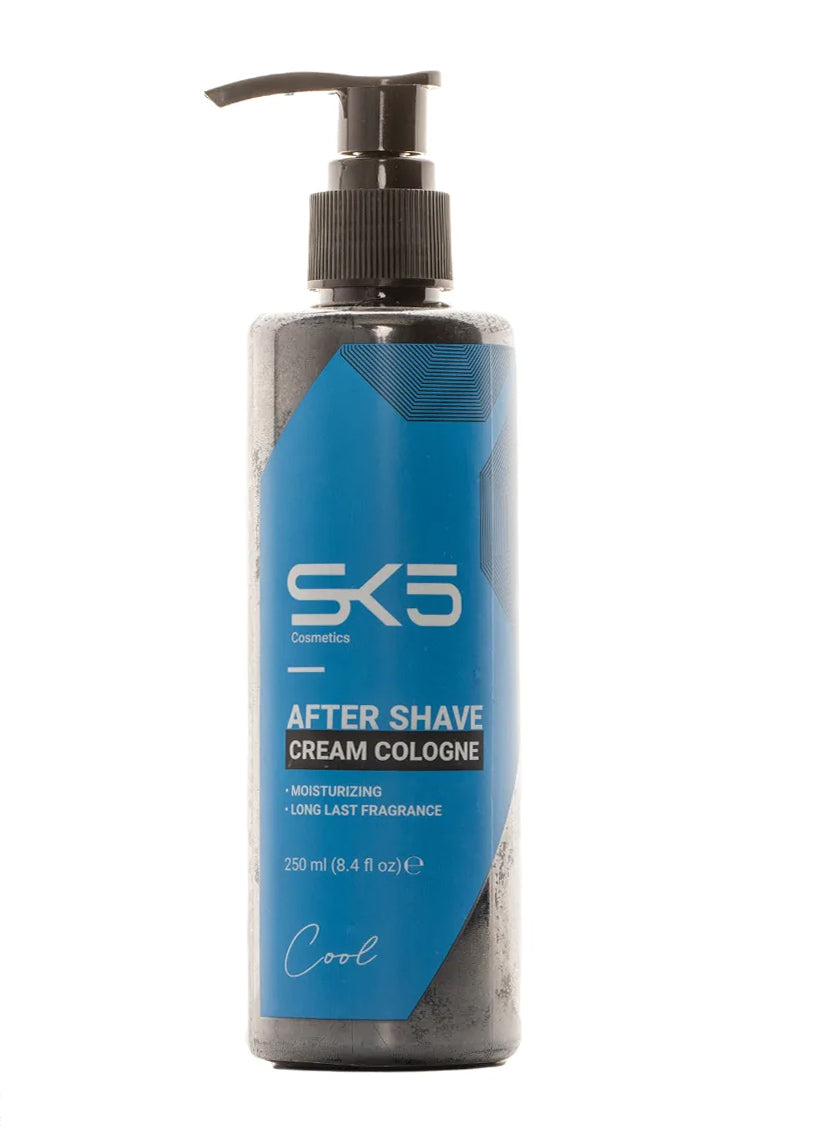 SK5
Cosmetics
AFTER SHAVE
CREAM COLOGNE
• MOISTURIZING
• LONG LAST FRAGRANCE
250 ml (8.4 fl oz) ℮
Cool